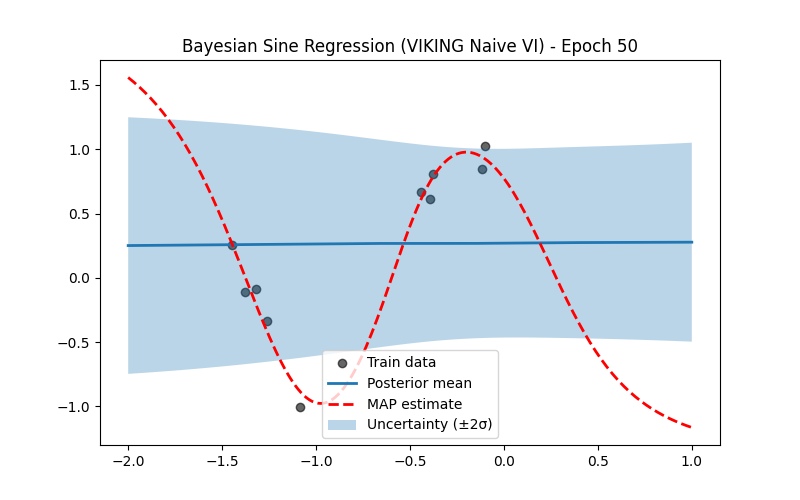 Bayesian Sine Regression (VIKING Naive VI) - Epoch 50
1.5
1.0
0.5
0.0
−0.5
−1.0
Train data
Posterior mean
MAP estimate
Uncertainty (±2σ)
−2.0 −1.5 −1.0 −0.5 0.0 0.5 1.0